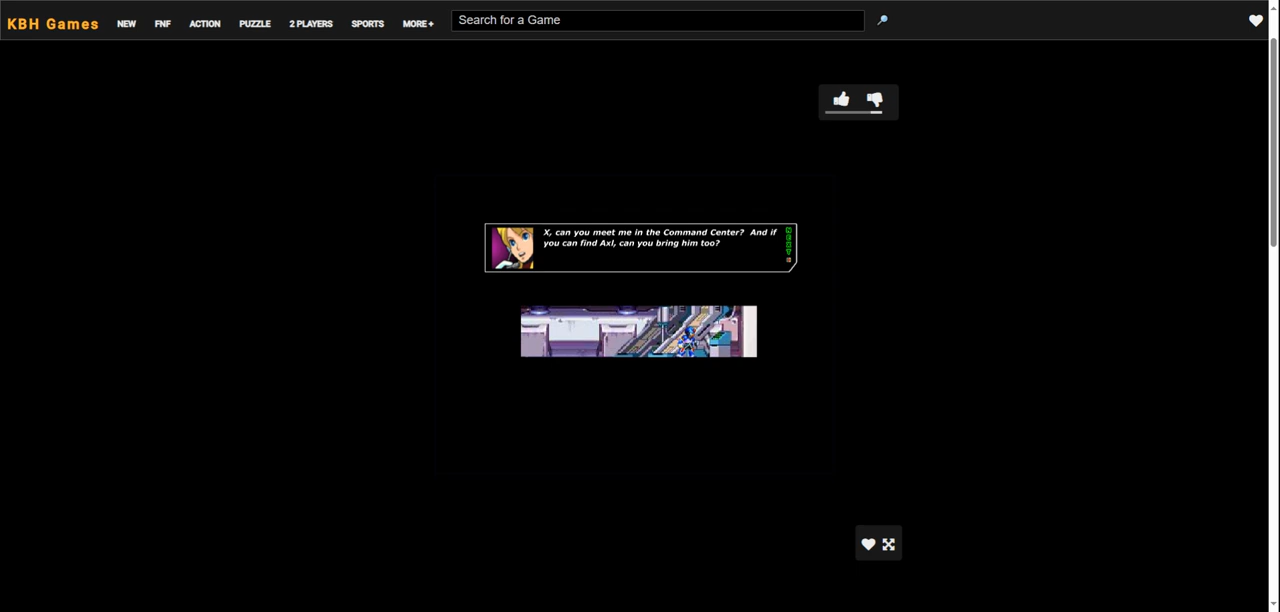 KBH Games NEW FNF ACTION PUZZLE 2 PLAYERS SPORTS MORE + Search for a Game
X, can you meet me in the Command Center?  And if
you can find Axl, can you bring him too?